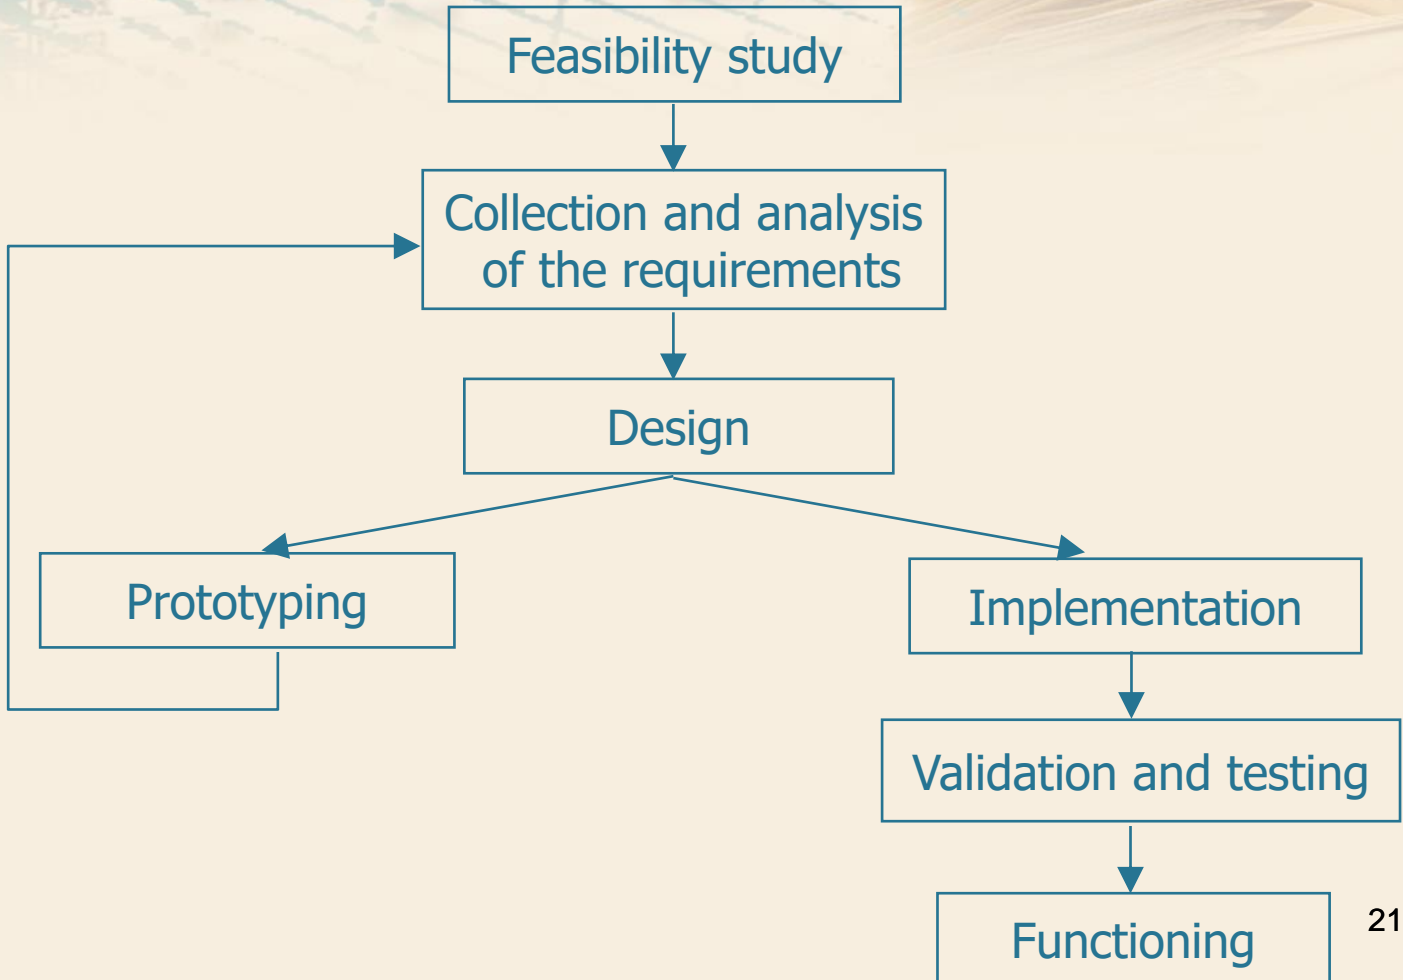 Feasibility study
Collection and analysis
of the requirements
Design
Prototyping
Implementation
Validation and testing
Functioning
21